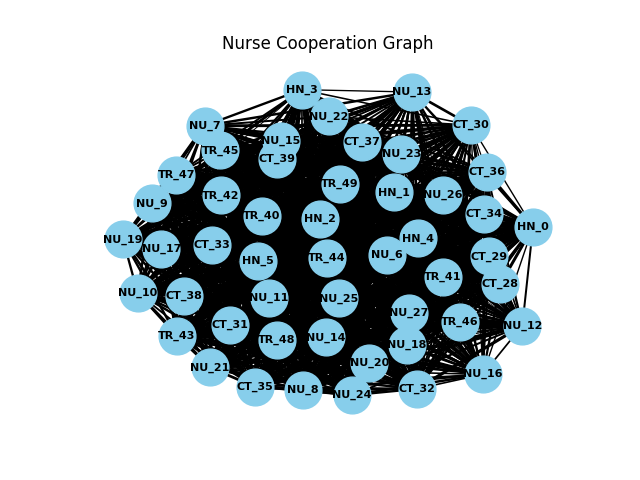 Nurse Cooperation Graph
HN_3
NU_13
NU_22
NU_7
CT_30
NU_15
CT_37
TR_45
NU_23
CT_39
CT_36
TR_47
TR_49
HN_1
NU_26
TR_42
NU_9
CT_34
TR_40
HN_2
HN_0
HN_4
NU_19
CT_33
NU_17
NU_6
CT_29
TR_44
HN_5
TR_41
CT_28
NU_10
CT_38
NU_11
NU_25
NU_27
TR_46
CT_31
NU_12
TR_43
NU_14
TR_48
NU_18
NU_20
NU_21
NU_16
CT_35
NU_8
CT_32
NU_24